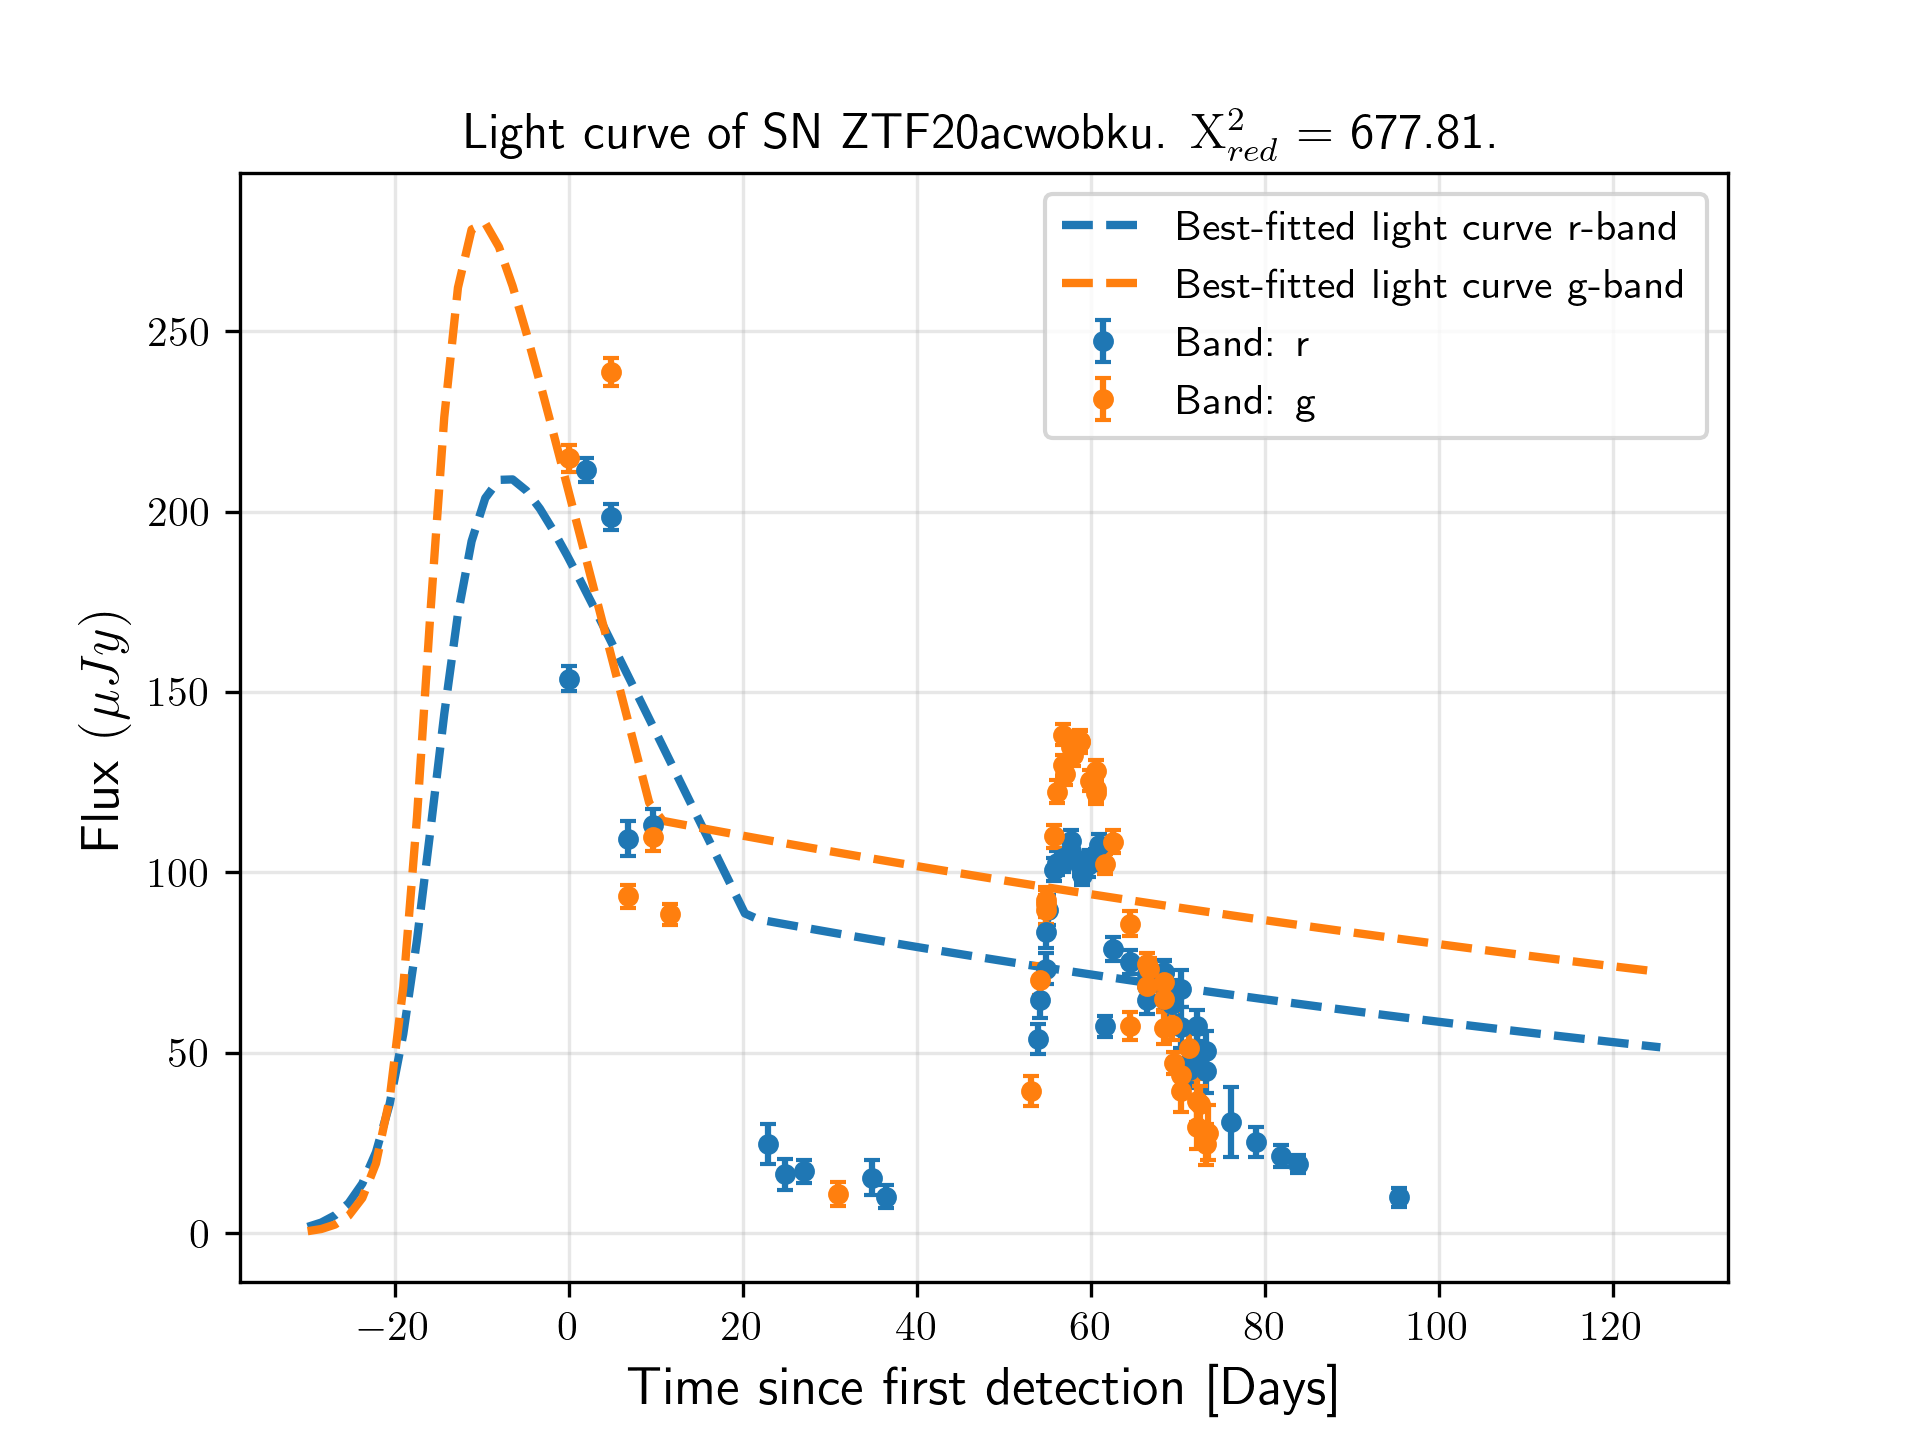 Light curve of SN ZTF20acwobku. X²_red = 677.81.
Best-fitted light curve r-band
Best-fitted light curve g-band
Band: r
Band: g
Flux (μJy)
250
200
150
100
50
0
−20 0 20 40 60 80 100 120
Time since first detection [Days]